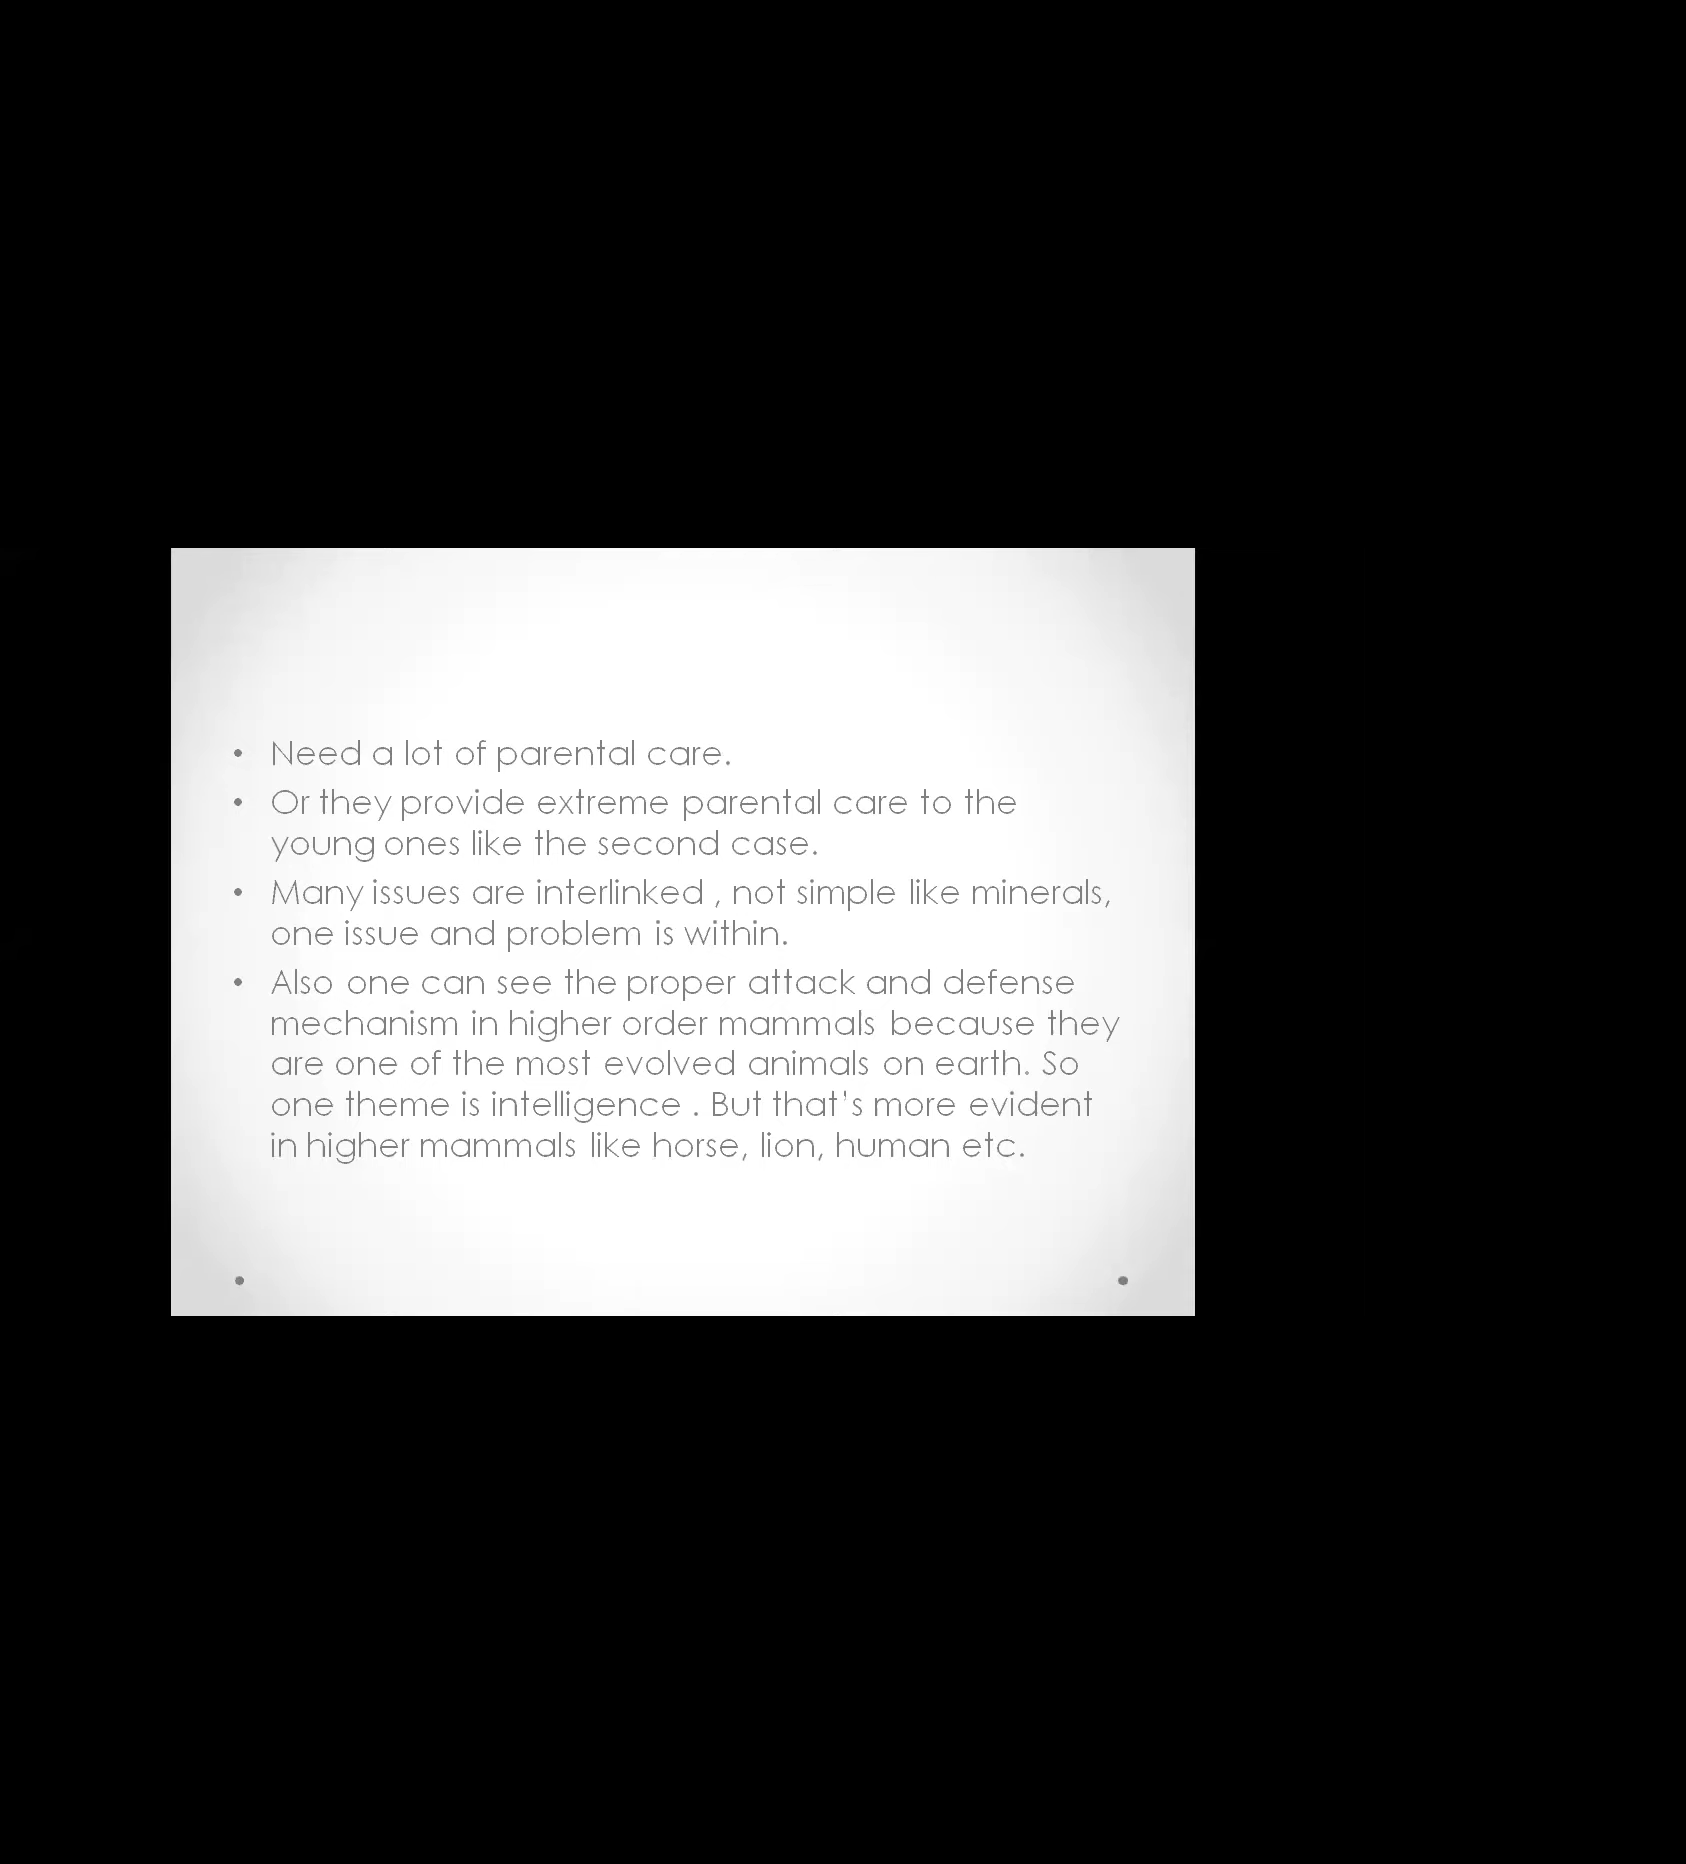 • Need a lot of parental care.
• Or they provide extreme parental care to the
young ones like the second case.
• Many issues are interlinked , not simple like minerals,
one issue and problem is within.
• Also one can see the proper attack and defense
mechanism in higher order mammals because they
are one of the most evolved animals on earth. So
one theme is intelligence . But that's more evident
in higher mammals like horse, lion, human etc.